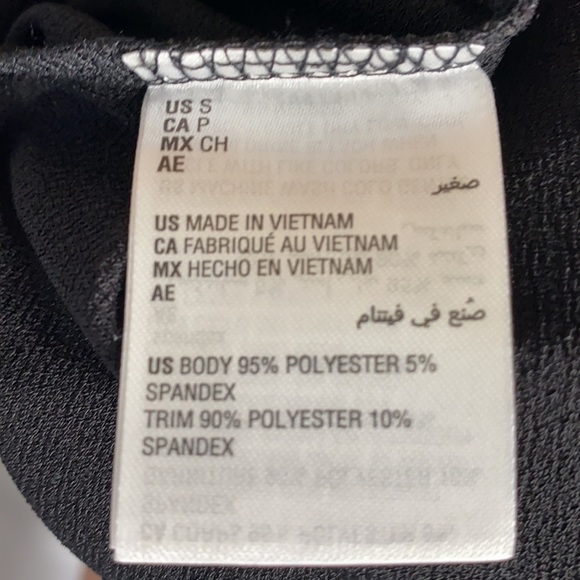 US S
CA P
MX CH
AE
صغير
US MADE IN VIETNAM
CA FABRIQUÉ AU VIETNAM
MX HECHO EN VIETNAM
AE
صُنع في فيتنام
US BODY 95% POLYESTER 5%
SPANDEX
TRIM 90% POLYESTER 10%
SPANDEX